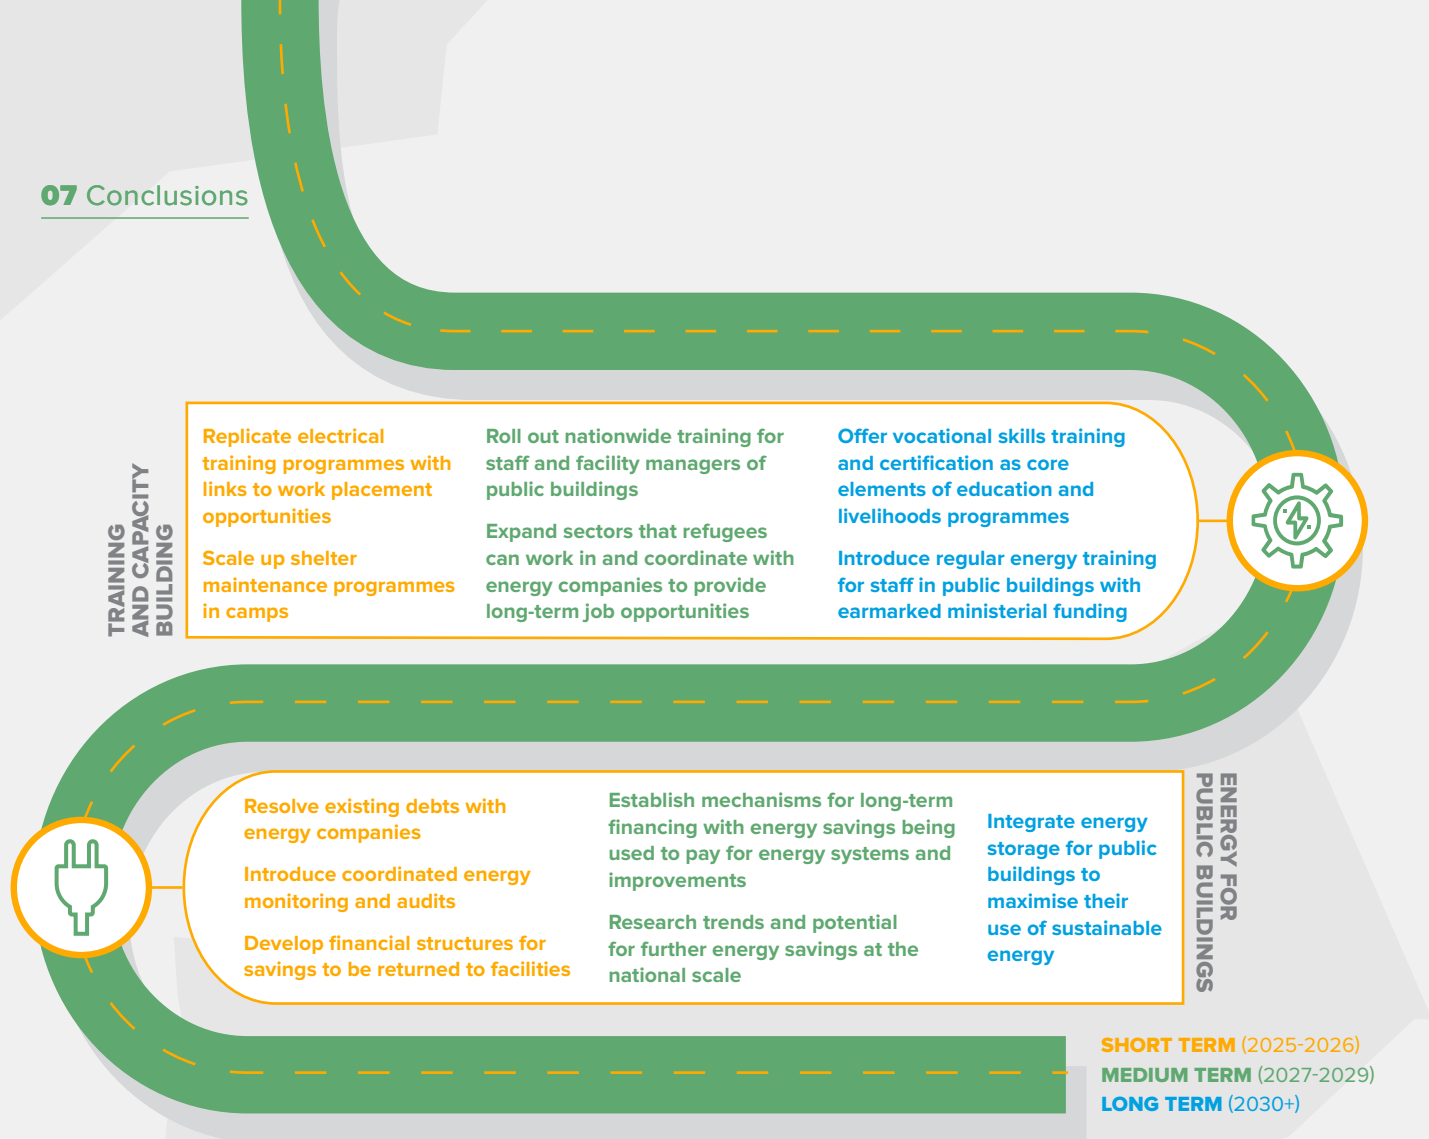 07 Conclusions
TRAINING
AND CAPACITY
BUILDING
Replicate electrical
training programmes with
links to work placement
opportunities
Scale up shelter
maintenance programmes
in camps
Roll out nationwide training for
staff and facility managers of
public buildings
Expand sectors that refugees
can work in and coordinate with
energy companies to provide
long-term job opportunities
Offer vocational skills training
and certification as core
elements of education and
livelihoods programmes
Introduce regular energy training
for staff in public buildings with
earmarked ministerial funding
Resolve existing debts with
energy companies
Introduce coordinated energy
monitoring and audits
Develop financial structures for
savings to be returned to facilities
Establish mechanisms for long-term
financing with energy savings being
used to pay for energy systems and
improvements
Research trends and potential
for further energy savings at the
national scale
Integrate energy
storage for public
buildings to
maximise their
use of sustainable
energy
ENERGY FOR
PUBLIC BUILDINGS
SHORT TERM (2025-2026)
MEDIUM TERM (2027-2029)
LONG TERM (2030+)